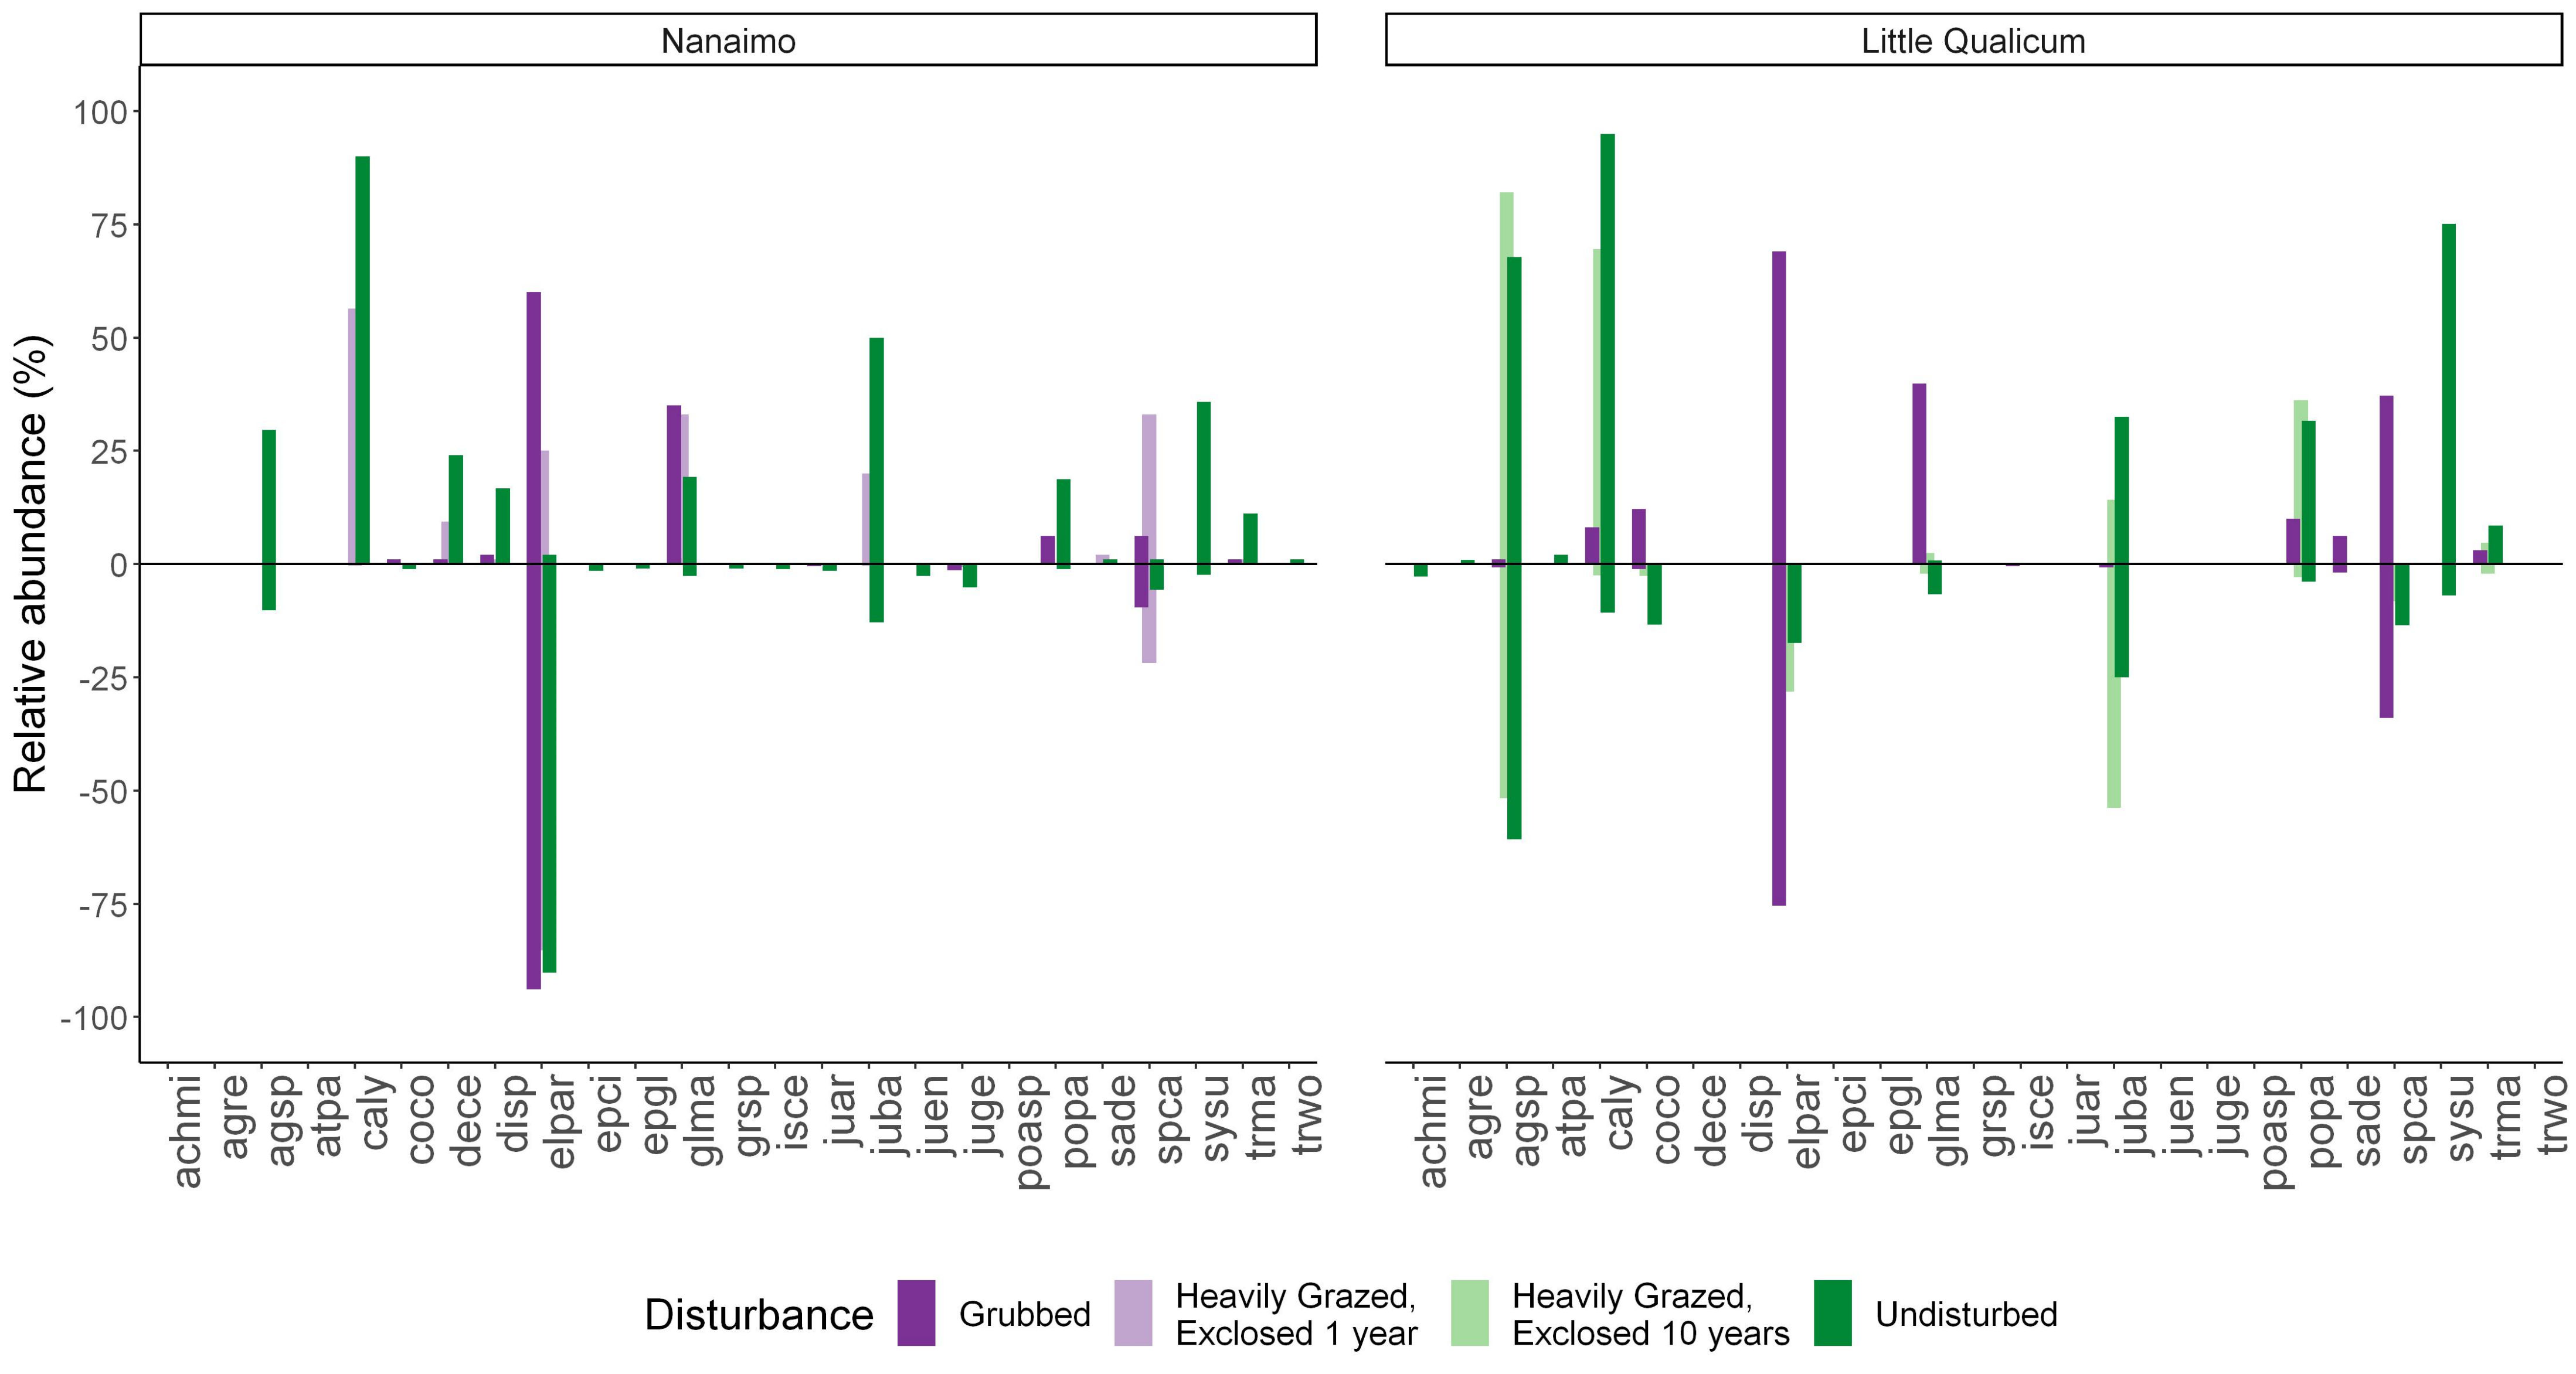 Nanaimo
Little Qualicum
Relative abundance (%)
100
75
50
25
0
-25
-50
-75
-100
achmi agre agsp atpa caly coco dece disp elpar epci epgl glma grsp isce juar juba juen juge poasp popa sade spca sysu trma trwo
achmi agre agsp atpa caly coco dece disp elpar epci epgl glma grsp isce juar juba juen juge poasp popa sade spca sysu trma trwo
Disturbance
Grubbed
Heavily Grazed,
Exclosed 1 year
Heavily Grazed,
Exclosed 10 years
Undisturbed